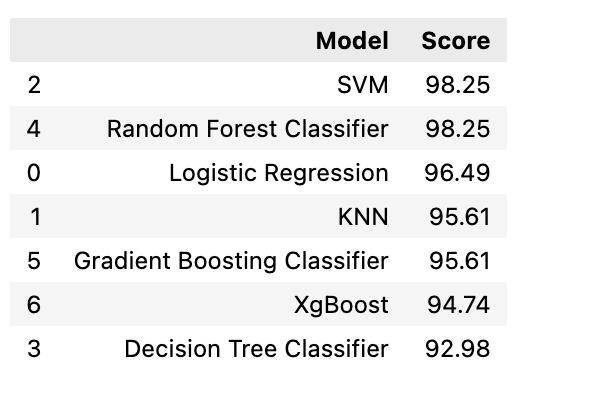 Model Score
2 SVM 98.25
4 Random Forest Classifier 98.25
0 Logistic Regression 96.49
1 KNN 95.61
5 Gradient Boosting Classifier 95.61
6 XgBoost 94.74
3 Decision Tree Classifier 92.98